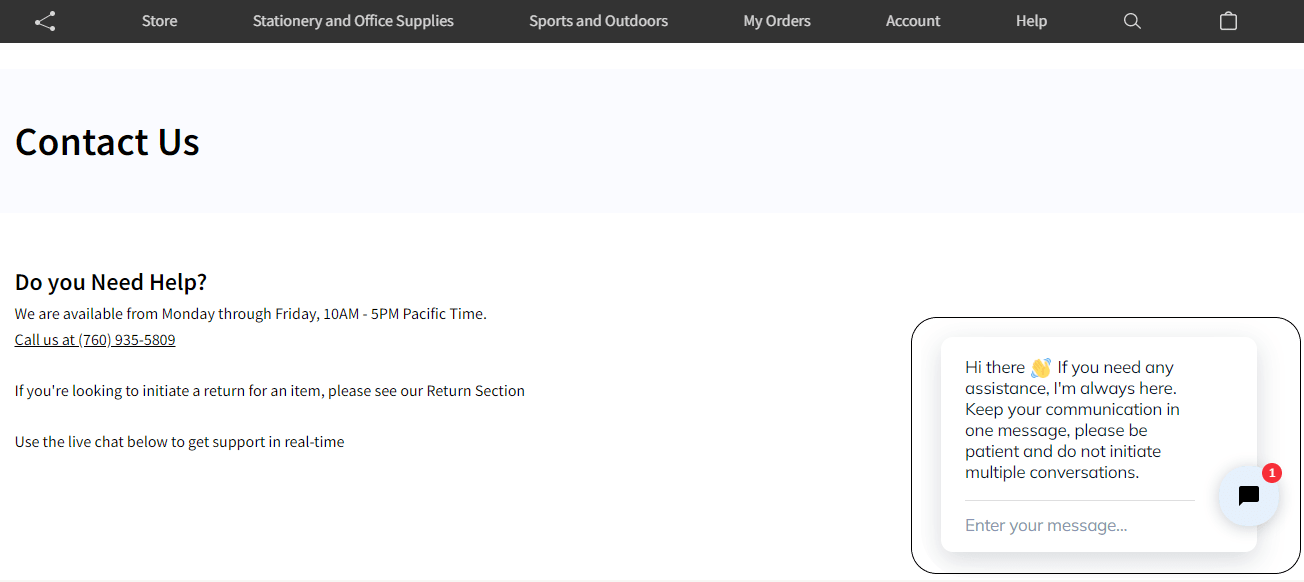 Store Stationery and Office Supplies Sports and Outdoors My Orders Account Help
Contact Us
Do you Need Help?
We are available from Monday through Friday, 10AM - 5PM Pacific Time.
Call us at (760) 935-5809
If you're looking to initiate a return for an item, please see our Return Section
Use the live chat below to get support in real-time
Hi there 👋 If you need any
assistance, I'm always here.
Keep your communication in
one message, please be
patient and do not initiate
multiple conversations.
1
Enter your message...